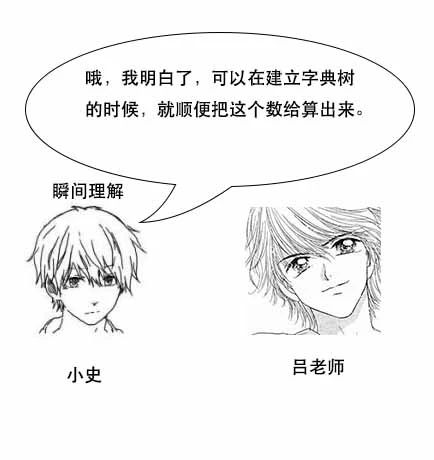 哦，我明白了，可以在建立字典树
的时候，就顺便把这个数给算出来。
瞬间理解
小史
吕老师